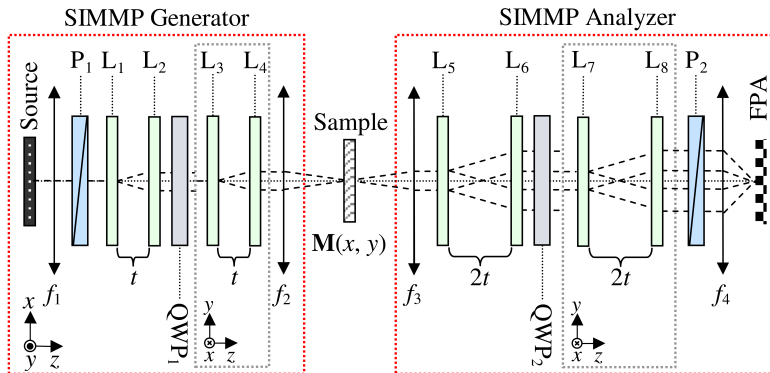 SIMMP Generator
SIMMP Analyzer
P₁ L₁ L₂ L₃ L₄
L₅ L₆ L₇ L₈ P₂
Source
Sample
FPA
M(x, y)
t
t
2t
2t
f₁
f₂
f₃
f₄
QWP₁
QWP₂
x
y
z
y
x
z
y
x
z